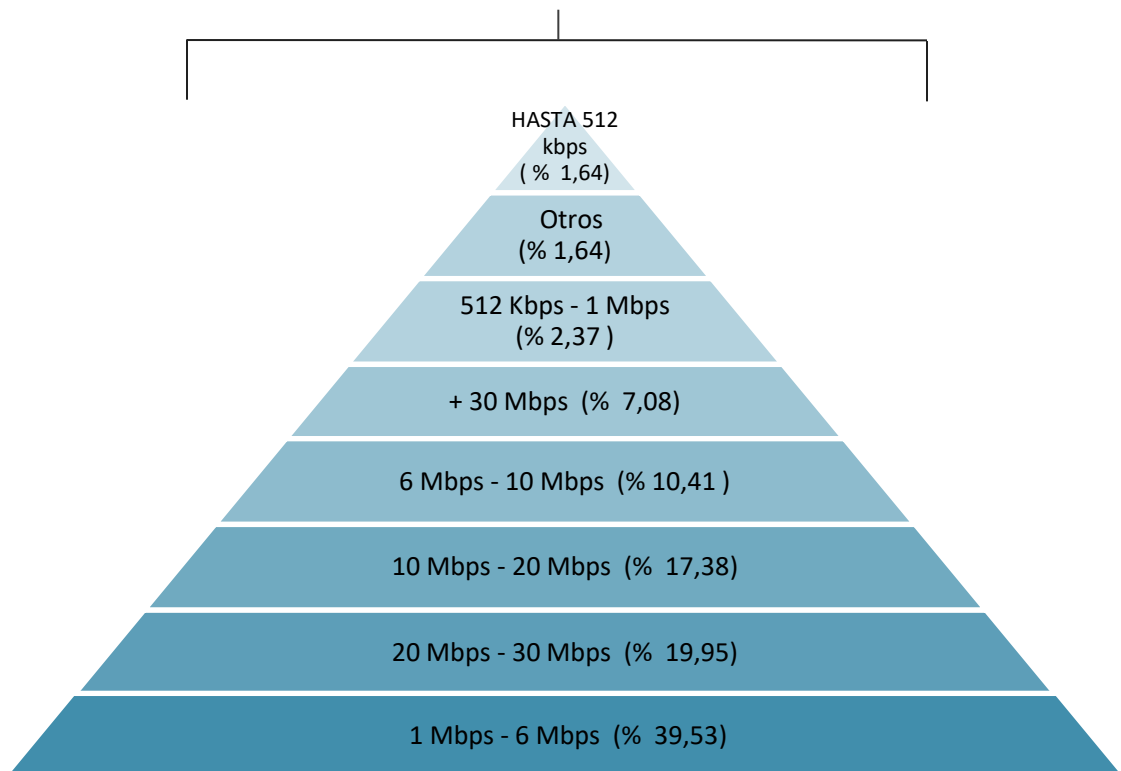 HASTA 512
kbps
( % 1,64)
Otros
(% 1,64)
512 Kbps - 1 Mbps
(% 2,37 )
+ 30 Mbps (% 7,08)
6 Mbps - 10 Mbps (% 10,41 )
10 Mbps - 20 Mbps (% 17,38)
20 Mbps - 30 Mbps (% 19,95)
1 Mbps - 6 Mbps (% 39,53)